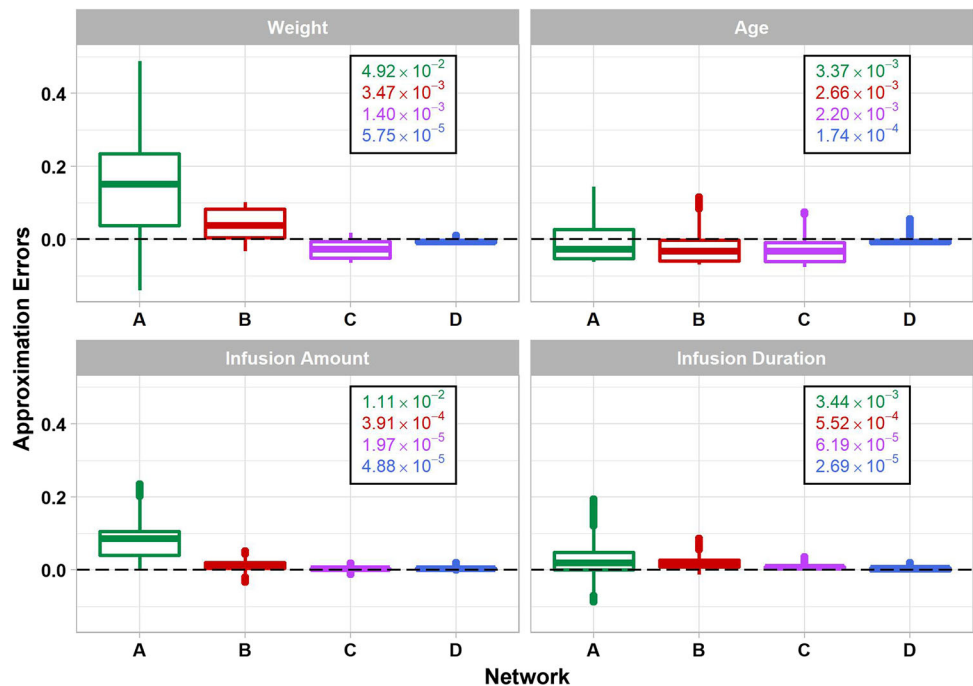 Weight
Age
4.92 × 10⁻²
3.47 × 10⁻³
1.40 × 10⁻³
5.75 × 10⁻⁵
3.37 × 10⁻³
2.66 × 10⁻³
2.20 × 10⁻³
1.74 × 10⁻⁴
0.4
0.2
0.0
A B C D
A B C D
Approximation Errors
Infusion Amount
Infusion Duration
1.11 × 10⁻²
3.91 × 10⁻⁴
1.97 × 10⁻⁵
4.88 × 10⁻⁵
3.44 × 10⁻³
5.52 × 10⁻⁴
6.19 × 10⁻⁵
2.69 × 10⁻⁵
0.4
0.2
0.0
A B C D
A B C D
Network